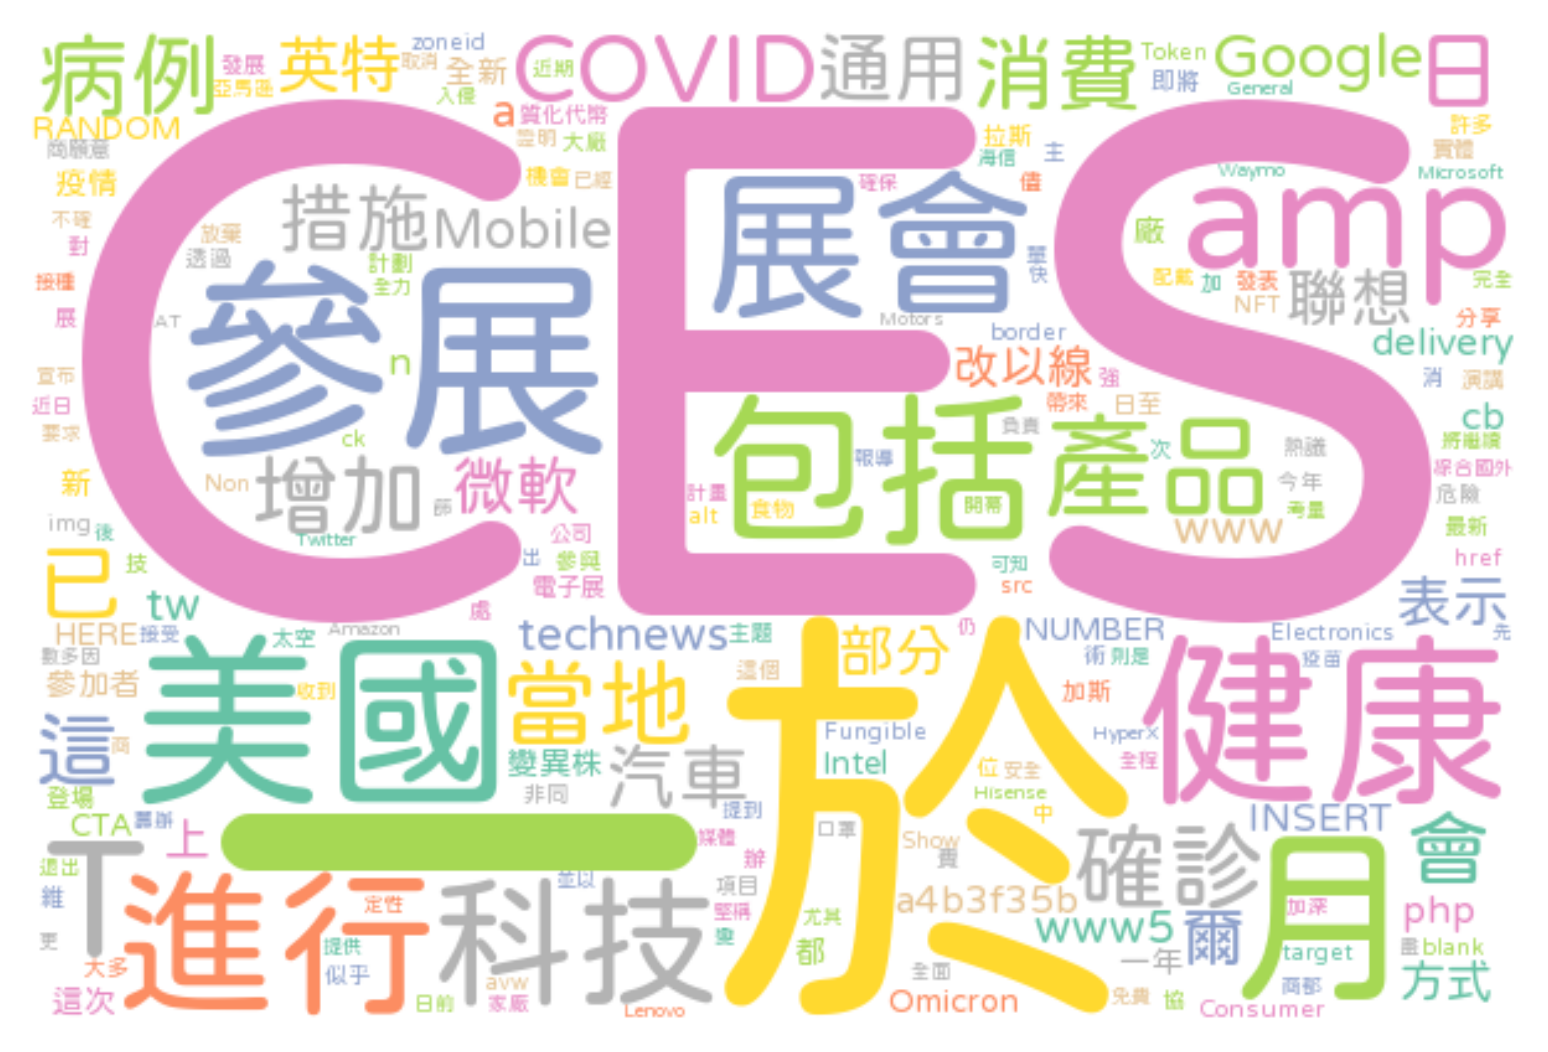 病例
發展
亞馬遜
英特
zoneid
取消
全新
入侵
近期
COVID
通用
消費
Token
即將
Google
General
日
RANDOM
尚願意
疫情
a
質化代幣
證明
大廠
機會
已經
拉斯
海信
主
僅
許多
實體
Microsoft
Waymo
CES
不確
對
接種
展
放棄
透過
措施
Mobile
計劃
全力
參展
AT
n
展會
確保
Motors
單
快
廠
amp
配戴
加
發表
NFT
聯想
完全
分享
宣布
近日
要求
border
改以線
強
帶來
delivery
消
演講
cb
將繼續
綜合國外
新
img
後
Non
增加
ck
微軟
篩
Twitter
包括
報導
負責
計畫
alt
食物
開幕
產品
日至
次
熱議
今年
考量
www
危險
最新
href
已
技
tw
公司
出
參與
電子展
處
可知
src
表示
先
HERE
接受
太空
Amazon
technews
主題
部分
仍
NUMBER
術
則是
Electronics
疫苗
數多因
參加者
收到
美國
當地
這個
於
加斯
健康
這
商
登場
變異株
非同
汽車
提到
Fungible
Intel
位
安全
Hisense
中
HyperX
全程
CTA
籌辦
上
一
媒體
辦
口罩
Show
費
確診
INSERT
會
退出
維
更
T
進行
定性
提供
似乎
並以
科技
項目
堅稱
a4b3f35b
www5
爾
月
加深
php
大多
這次
日前
avw
家廠
Lenovo
尤其
都
全面
Omicron
一年
免費
協
target
商都
Consumer
blank
方式